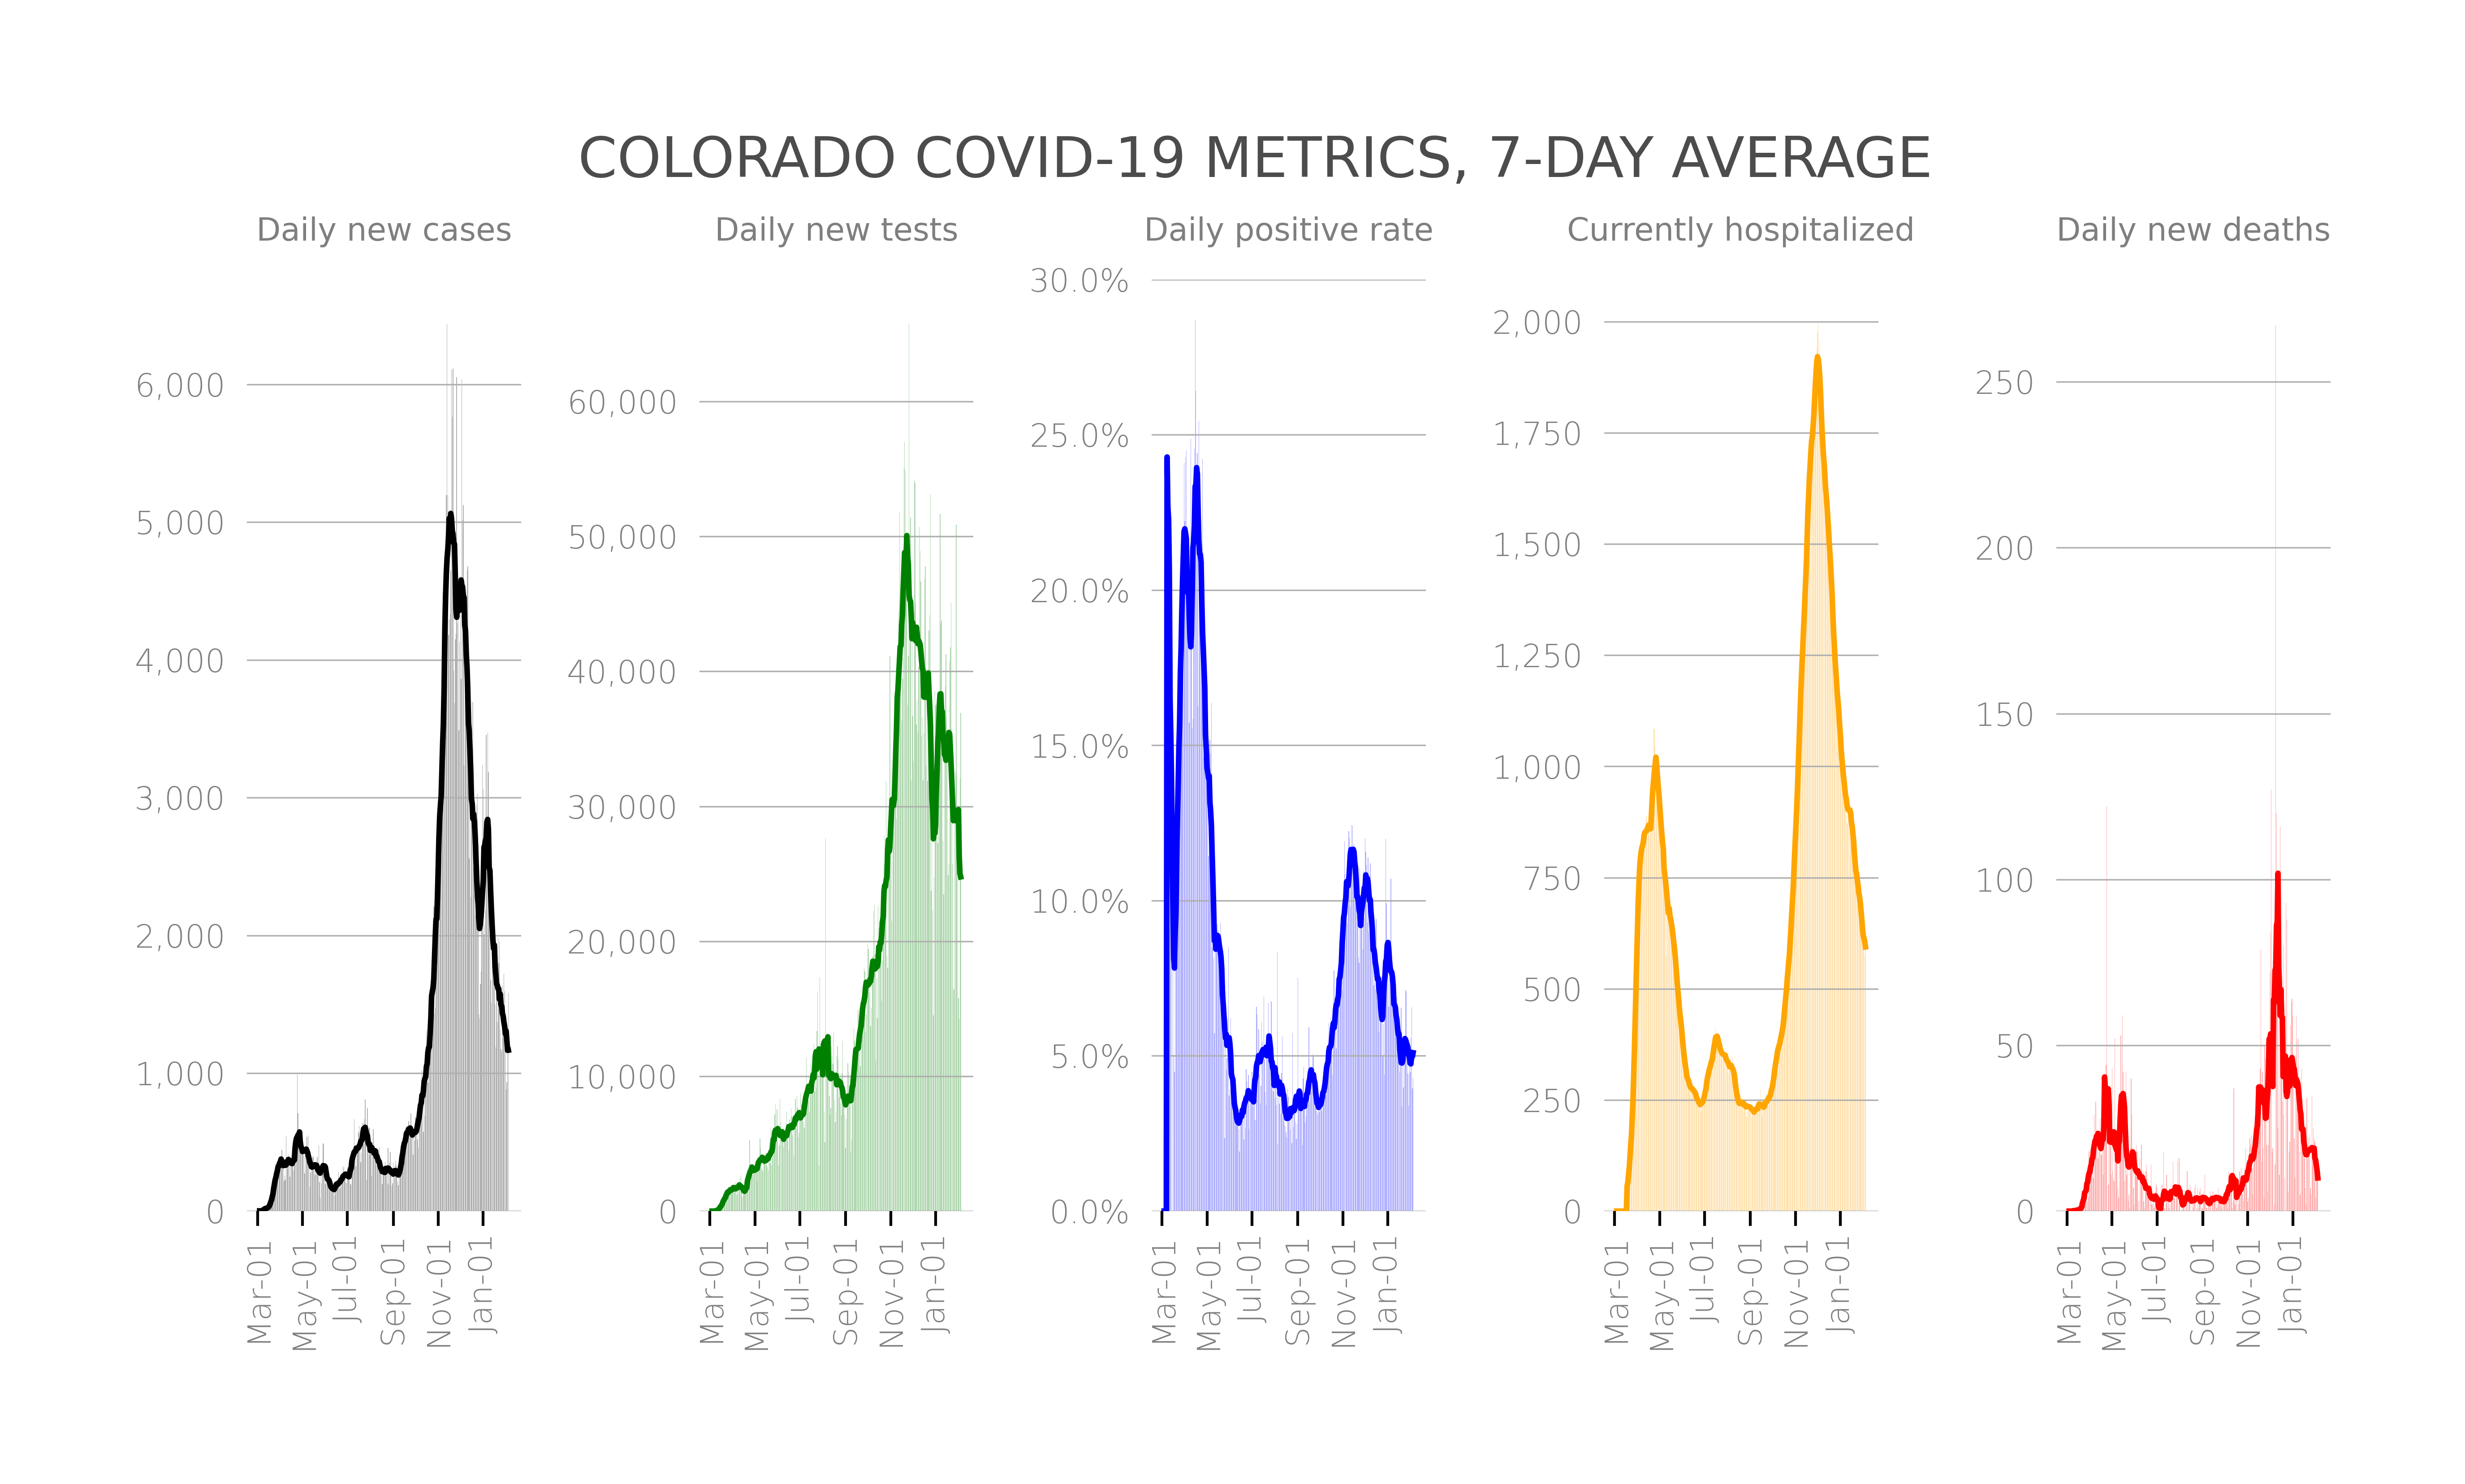 COLORADO COVID-19 METRICS, 7-DAY AVERAGE
Daily new cases
6,000
5,000
4,000
3,000
2,000
1,000
0
Mar-01
May-01
Jul-01
Sep-01
Nov-01
Jan-01
Daily new tests
60,000
50,000
40,000
30,000
20,000
10,000
0
Mar-01
May-01
Jul-01
Sep-01
Nov-01
Jan-01
Daily positive rate
30.0%
25.0%
20.0%
15.0%
10.0%
5.0%
0.0%
Mar-01
May-01
Jul-01
Sep-01
Nov-01
Jan-01
Currently hospitalized
2,000
1,750
1,500
1,250
1,000
750
500
250
0
Mar-01
May-01
Jul-01
Sep-01
Nov-01
Jan-01
Daily new deaths
250
200
150
100
50
0
Mar-01
May-01
Jul-01
Sep-01
Nov-01
Jan-01